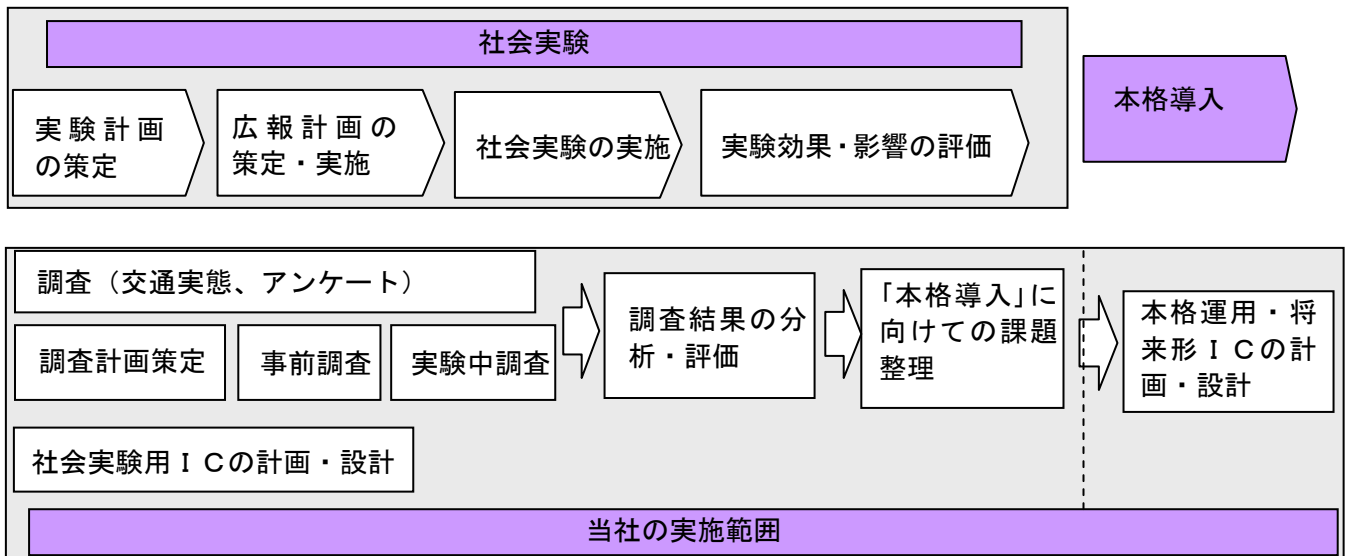 社会実験
実験計画
の策定
広報計画の
策定・実施
社会実験の実施
実験効果・影響の評価
本格導入
調査（交通実態、アンケート）
調査計画策定
事前調査
実験中調査
社会実験用ＩＣの計画・設計
調査結果の分
析・評価
「本格導入」に
向けての課題
整理
本格運用・将
来形ＩＣの計
画・設計
当社の実施範囲